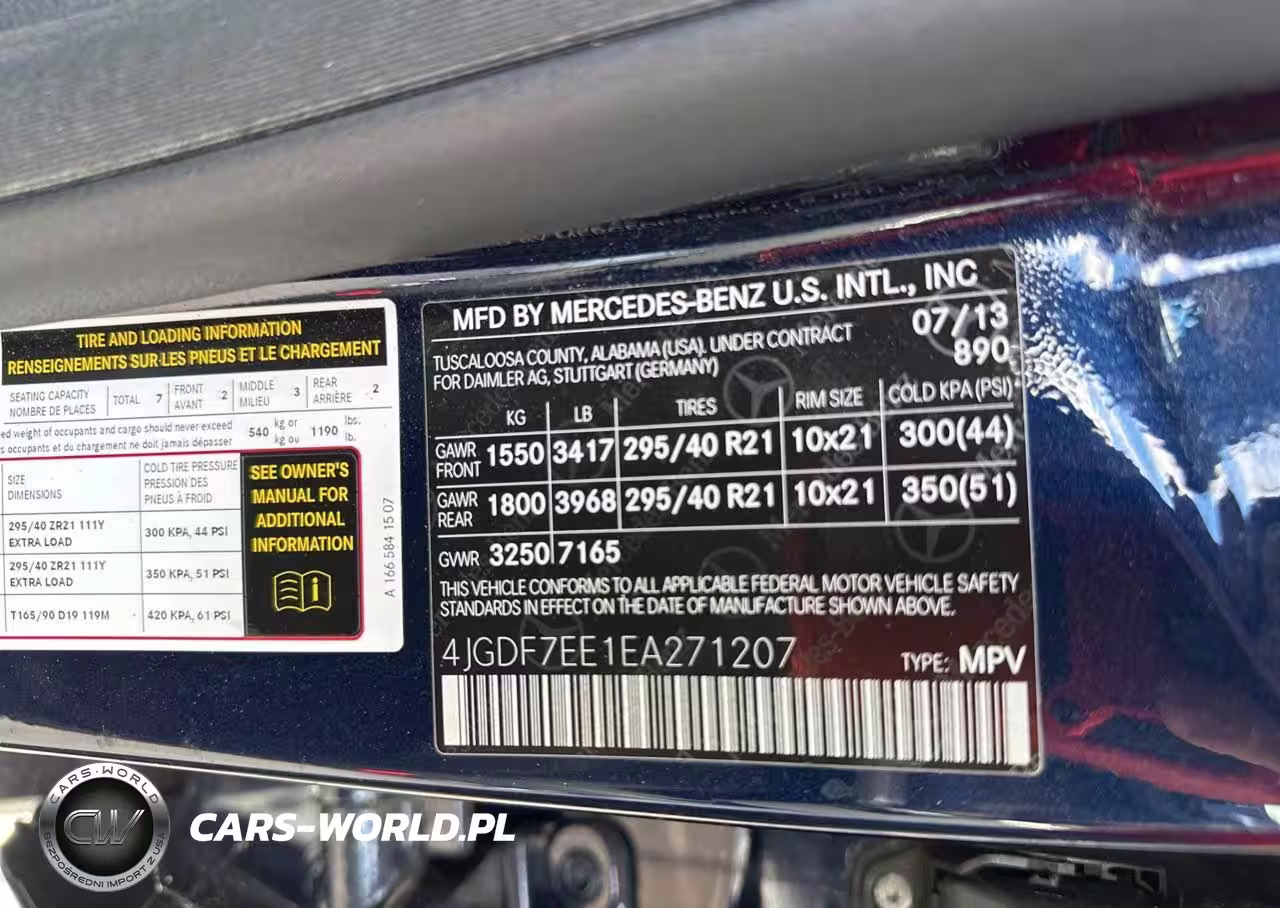 TIRE AND LOADING INFORMATION
RENSEIGNEMENTS SUR LES PNEUS ET LE CHARGEMENT
SEATING CAPACITY
NOMBRE DE PLACES
TOTAL 7
FRONT
AVANT 2
MIDDLE
MILIEU 3
REAR
ARRIÈRE 2
weight of occupants and cargo should never exceed
occupants et du chargement ne doit jamais dépasser
540 kg or
kg ou
1190 lbs.
lb.
SIZE
DIMENSIONS
COLD TIRE PRESSURE
PRESSION DES
PNEUS À FROID
295/40 ZR21 111Y
EXTRA LOAD
300 KPA, 44 PSI
295/40 ZR21 111Y
EXTRA LOAD
350 KPA, 51 PSI
T165/90 D19 119M
420 KPA, 61 PSI
SEE OWNER'S
MANUAL FOR
ADDITIONAL
INFORMATION
A 166 584 15 07
MFD BY MERCEDES-BENZ U.S. INTL., INC
TUSCALOOSA COUNTY, ALABAMA (USA), UNDER CONTRACT
FOR DAIMLER AG, STUTTGART (GERMANY)
07/13
890
KG LB TIRES RIM SIZE COLD KPA (PSI)
GAWR
FRONT 1550 3417 295/40 R21 10x21 300(44)
GAWR
REAR 1800 3968 295/40 R21 10x21 350(51)
GVWR 3250 7165
THIS VEHICLE CONFORMS TO ALL APPLICABLE FEDERAL MOTOR VEHICLE SAFETY
STANDARDS IN EFFECT ON THE DATE OF MANUFACTURE SHOWN ABOVE.
4JGDF7EE1EA271207
TYPE: MPV
CARS-WORLD
CW
BEZPOŚREDNI IMPORT Z USA
CARS-WORLD.PL